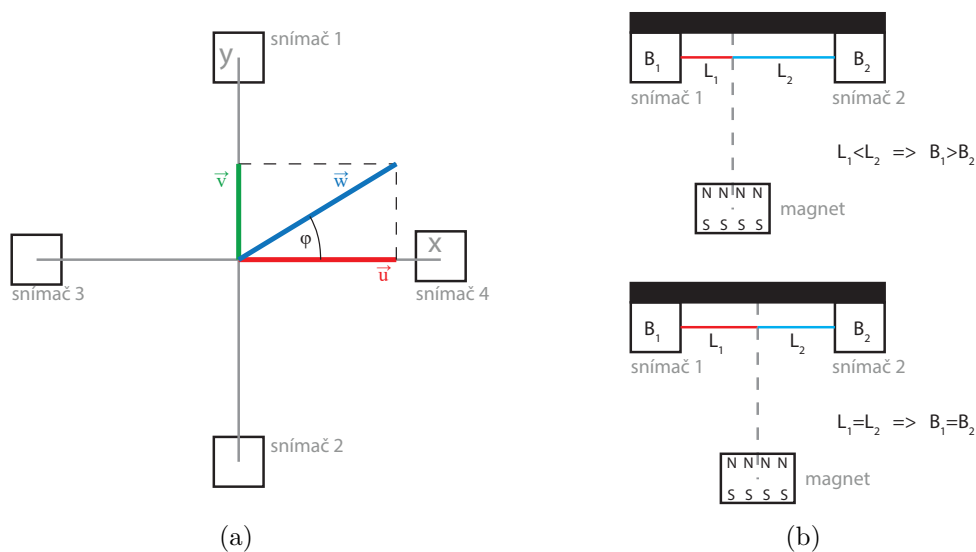 snímač 1
y
v
w
φ
x
u
snímač 3
snímač 4
snímač 2
(a)
B₁
L₁
L₂
B₂
snímač 1
snímač 2
L₁<L₂ => B₁>B₂
N N N N
S S S S
magnet
B₁
L₁
L₂
B₂
snímač 1
snímač 2
L₁=L₂ => B₁=B₂
N N N N
S S S S
magnet
(b)